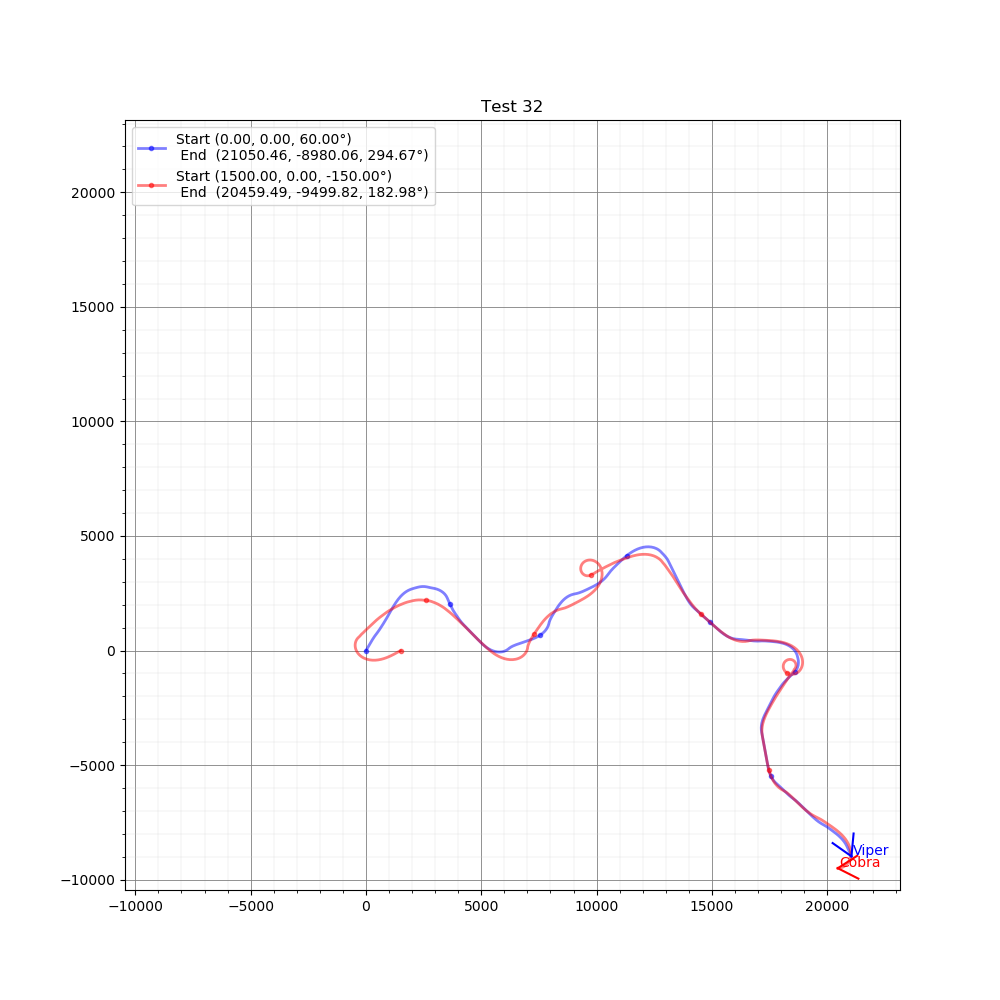 Test 32
Start (0.00, 0.00, 60.00°)
End (21050.46, -8980.06, 294.67°)
Start (1500.00, 0.00, -150.00°)
End (20459.49, -9499.82, 182.98°)
20000
15000
10000
5000
0
−5000
−10000
Viper
Cobra
−10000 −5000 0 5000 10000 15000 20000